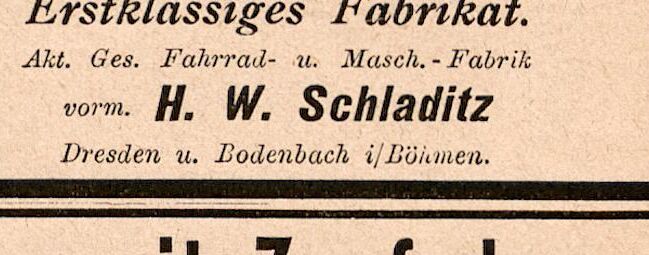 Erstklassiges Fabrikat.
Akt. Ges. Fahrrad- u. Masch.-Fabrik
vorm. H. W. Schladitz
Dresden u. Bodenbach i/Böhmen.